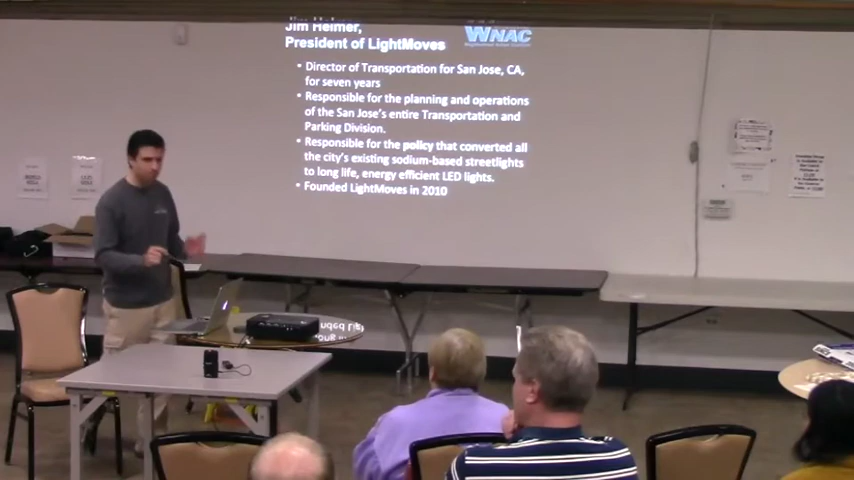 Jim Helmer,
President of LightMoves
WNAC
• Director of Transportation for San Jose, CA,
for seven years
• Responsible for the planning and operations
of the San Jose's entire Transportation and
Parking Division.
• Responsible for the policy that converted all
the city's existing sodium-based streetlights
to long life, energy efficient LED lights.
• Founded LightMoves in 2010